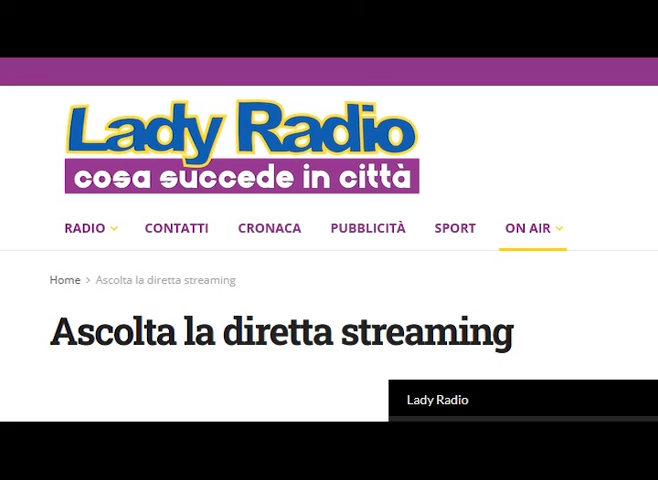 Lady Radio
cosa succede in città
RADIO CONTATTI CRONACA PUBBLICITÀ SPORT ON AIR
Home > Ascolta la diretta streaming
Ascolta la diretta streaming
Lady Radio